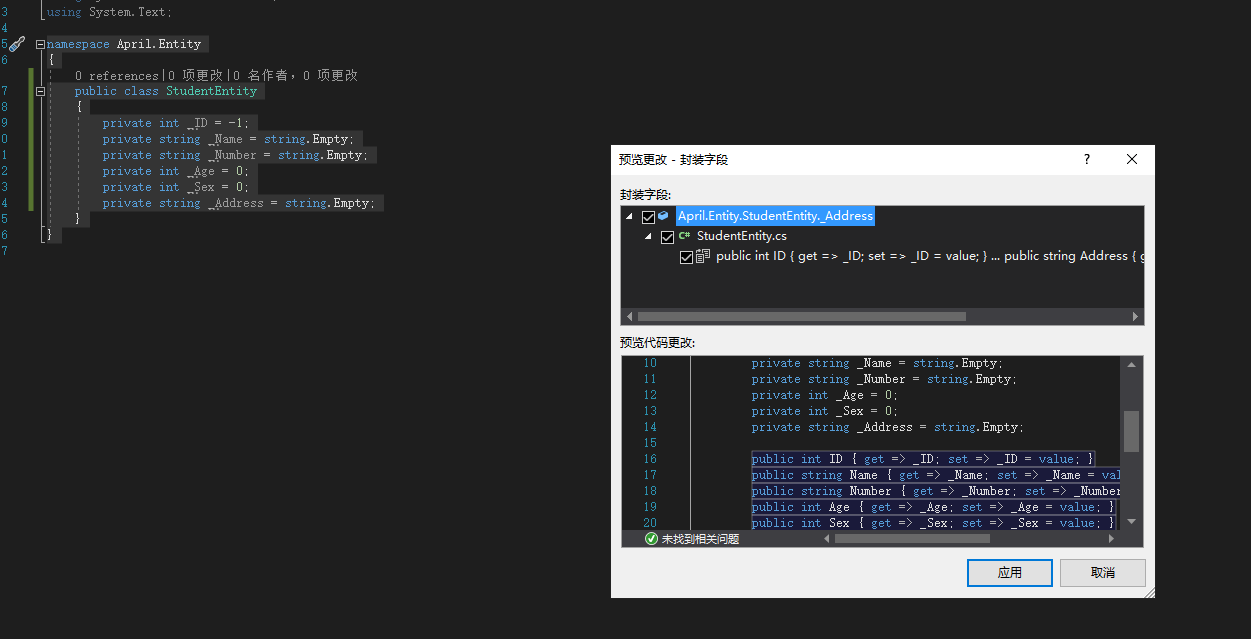 3 using System.Text;
4
5 namespace April.Entity
6 {
0 references|0 项更改|0 名作者，0 项更改
7 public class StudentEntity
8 {
9 private int _ID = -1;
0 private string _Name = string.Empty;
1 private string _Number = string.Empty;
2 private int _Age = 0;
3 private int _Sex = 0;
4 private string _Address = string.Empty;
5 }
6 }
7
预览更改 - 封装字段 ?
封装字段:
April.Entity.StudentEntity._Address
C# StudentEntity.cs
public int ID { get => _ID; set => _ID = value; } ... public string Address {
预览代码更改:
10 private string _Name = string.Empty;
11 private string _Number = string.Empty;
12 private int _Age = 0;
13 private int _Sex = 0;
14 private string _Address = string.Empty;
15
16 public int ID { get => _ID; set => _ID = value; }
17 public string Name { get => _Name; set => _Name = val
18 public string Number { get => _Number; set => _Number
19 public int Age { get => _Age; set => _Age = value; }
20 public int Sex { get => _Sex; set => _Sex = value; }
未找到相关问题
应用 取消